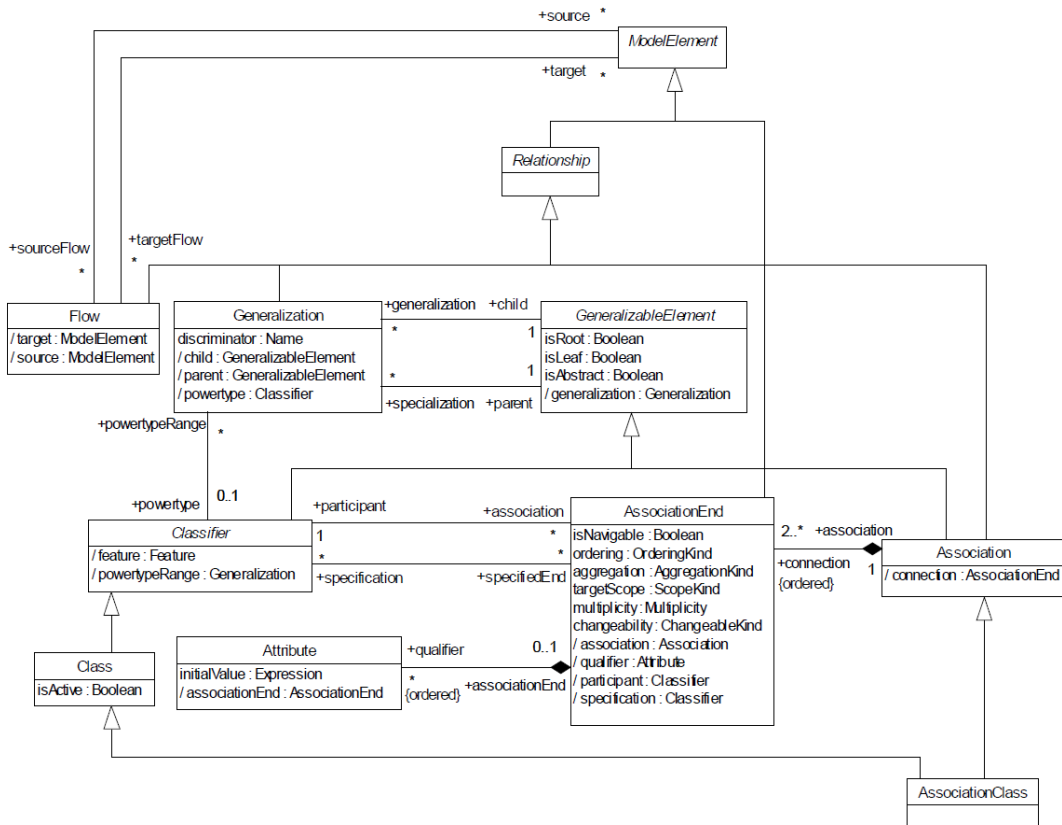 +source *
ModelElement
+target *
Relationship
+sourceFlow
*
+targetFlow
*
Flow
/ target : ModelElement
/ source : ModelElement
Generalization
discriminator : Name
/ child : GeneralizableElement
/ parent : GeneralizableElement
/ powertype : Classifier
+generalization +child
* 1
* 1
+specialization +parent
GeneralizableElement
isRoot : Boolean
isLeaf : Boolean
isAbstract : Boolean
/ generalization : Generalization
+powertypeRange
*
0..1
+powertype
Classifier
/ feature : Feature
/ powertypeRange : Generalization
+participant +association
1 *
* *
+specification +specifiedEnd
AssociationEnd
isNavigable : Boolean
ordering : OrderingKind
aggregation : AggregationKind
targetScope : ScopeKind
multiplicity : Multiplicity
changeability : ChangeableKind
/ association : Association
/ qualifier : Attribute
/ participant : Classifier
/ specification : Classifier
2..* +association
+connection 1
{ordered}
Association
/ connection : AssociationEnd
Class
isActive : Boolean
Attribute
initialValue : Expression
/ associationEnd : AssociationEnd
+qualifier 0..1
*
{ordered} +associationEnd
AssociationClass